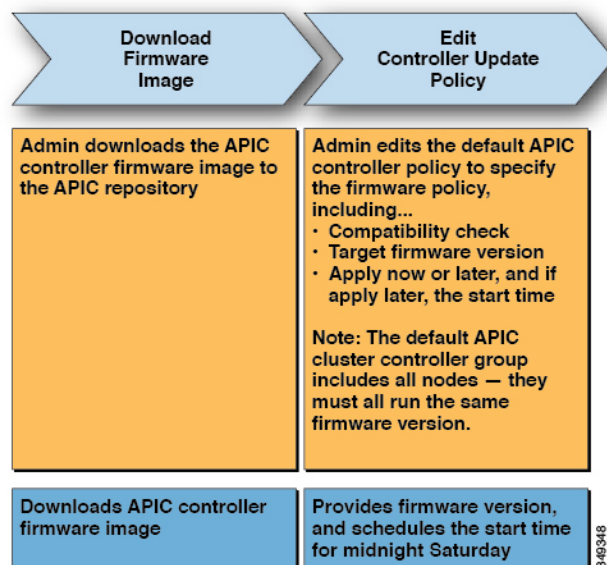 Download
Firmware
Image
Edit
Controller Update
Policy
Admin downloads the APIC
controller firmware image to
the APIC repository
Admin edits the default APIC
controller policy to specify
the firmware policy,
including...
· Compatibility check
· Target firmware version
· Apply now or later, and if
apply later, the start time
Note: The default APIC
cluster controller group
includes all nodes — they
must all run the same
firmware version.
Downloads APIC controller
firmware image
Provides firmware version,
and schedules the start time
for midnight Saturday
349348